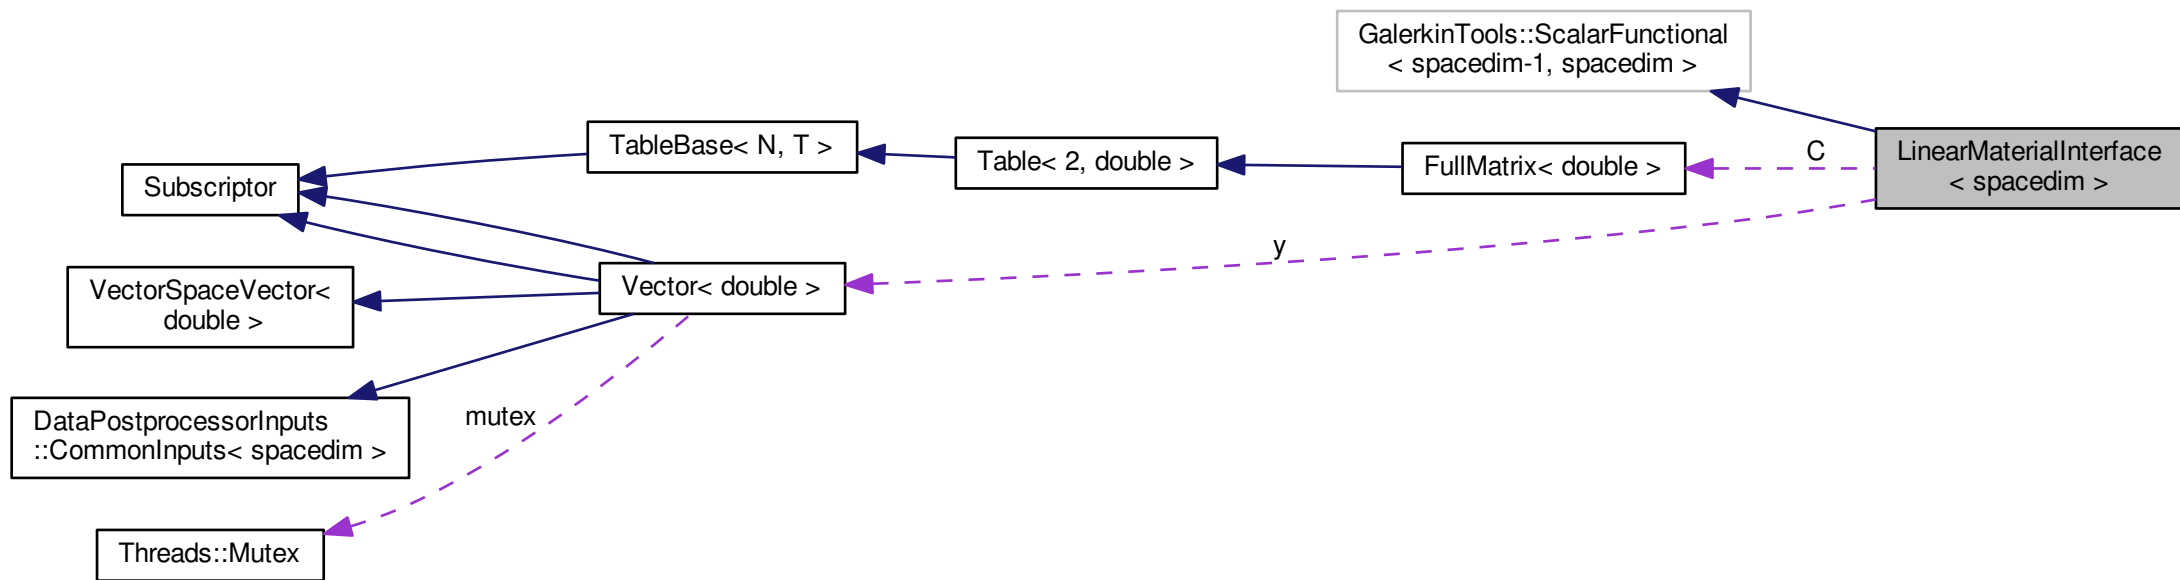 GalerkinTools::ScalarFunctional
< spacedim-1, spacedim >
TableBase< N, T >
Table< 2, double >
FullMatrix< double >
C
LinearMaterialInterface
< spacedim >
Subscriptor
y
VectorSpaceVector<
double >
Vector< double >
DataPostprocessorInputs
::CommonInputs< spacedim >
mutex
Threads::Mutex